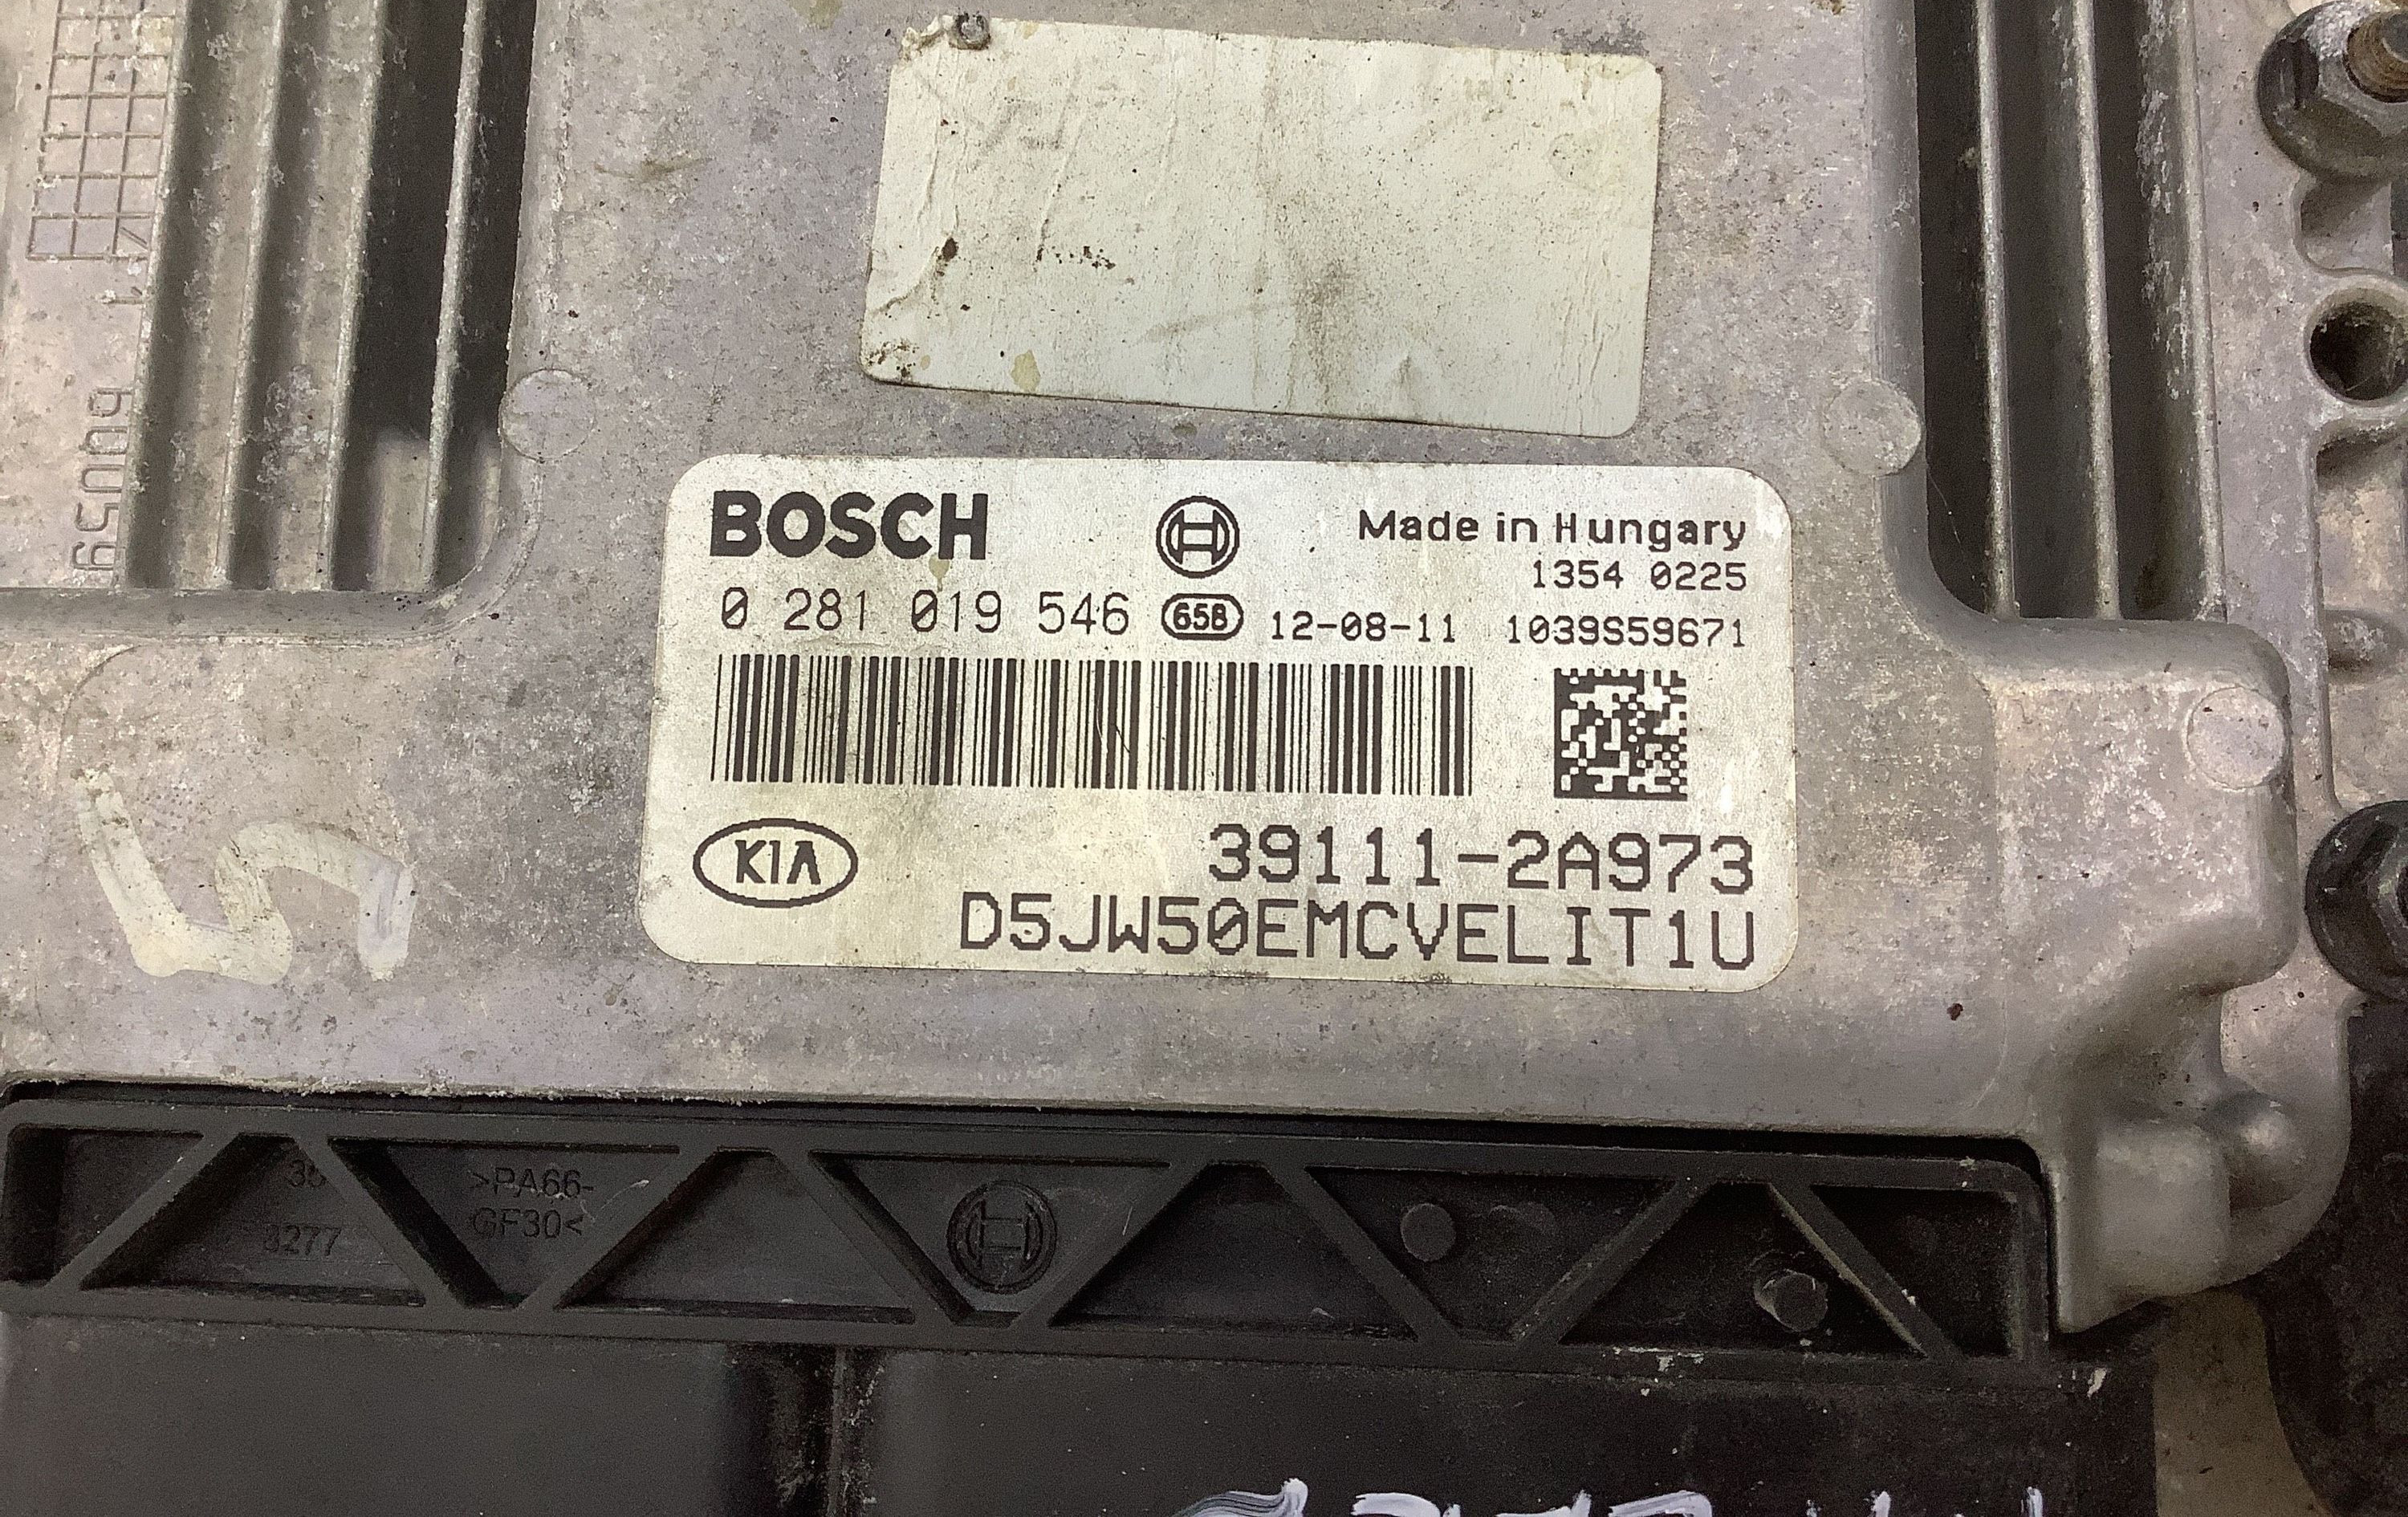 BOSCH
Made in Hungary
1354 0225
0 281 019 546 65B 12-08-11 1039S59671
KIA
39111-2A973
D5JW50EMCVELIT1U
>PA66-
GF30<